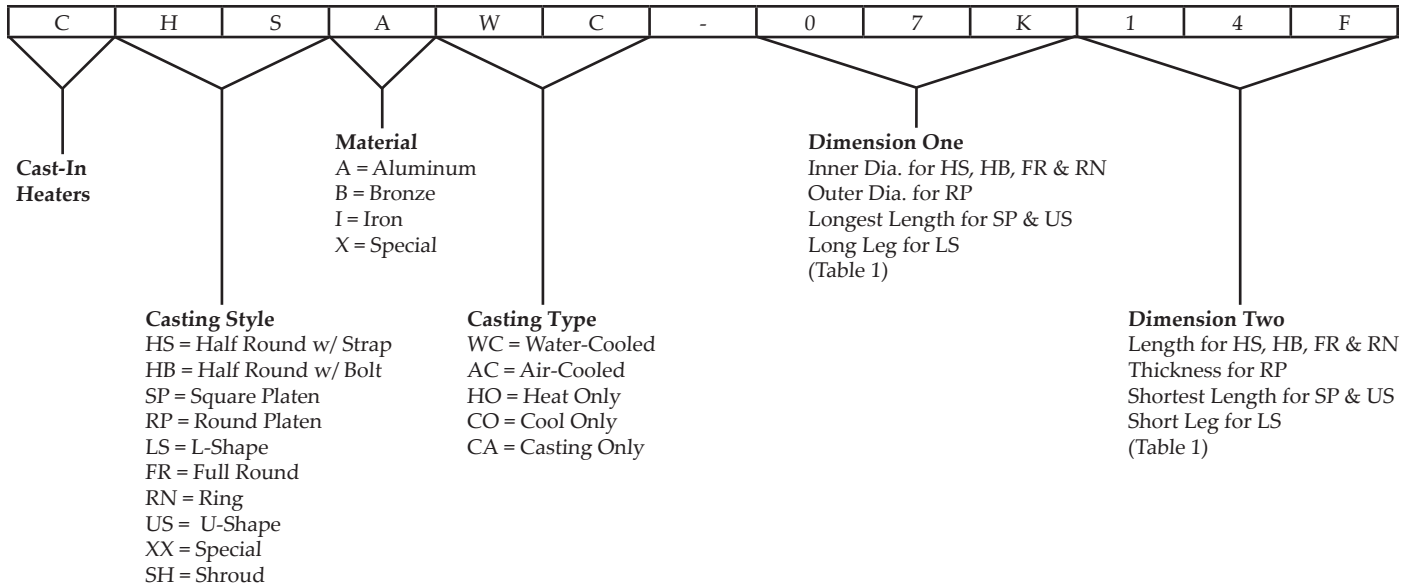 C H S A W C - 0 7 K 1 4 F
Cast-In
Heaters
Material
A = Aluminum
B = Bronze
I = Iron
X = Special
Dimension One
Inner Dia. for HS, HB, FR & RN
Outer Dia. for RP
Longest Length for SP & US
Long Leg for LS
(Table 1)
Casting Style
HS = Half Round w/ Strap
HB = Half Round w/ Bolt
SP = Square Platen
RP = Round Platen
LS = L-Shape
FR = Full Round
RN = Ring
US = U-Shape
XX = Special
SH = Shroud
Casting Type
WC = Water-Cooled
AC = Air-Cooled
HO = Heat Only
CO = Cool Only
CA = Casting Only
Dimension Two
Length for HS, HB, FR & RN
Thickness for RP
Shortest Length for SP & US
Short Leg for LS
(Table 1)